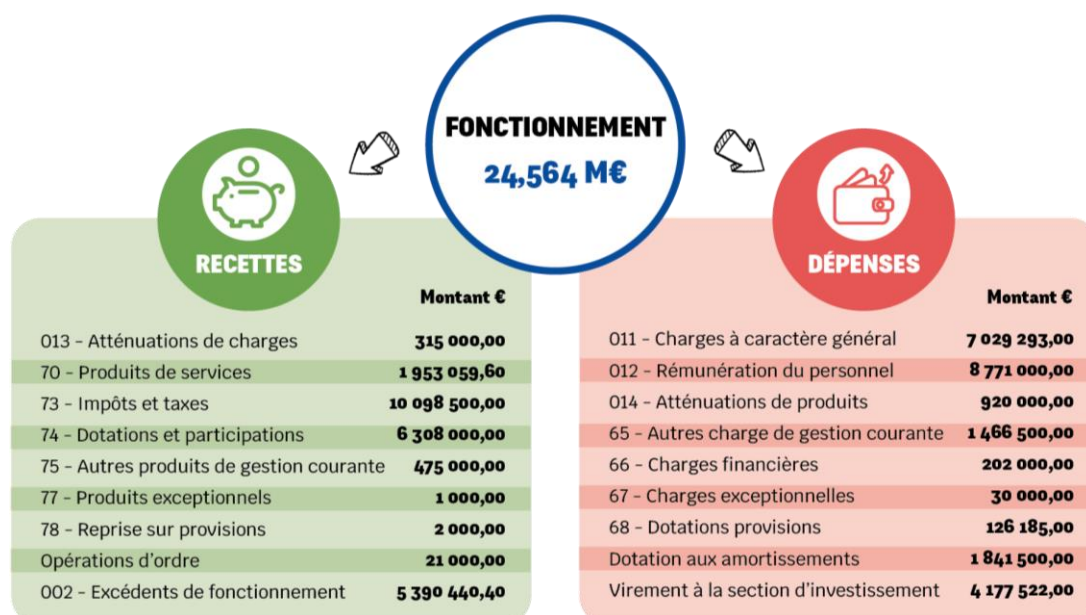 FONCTIONNEMENT
24,564 M€
RECETTES
Montant €
013 - Atténuations de charges 315 000,00
70 - Produits de services 1 953 059,60
73 - Impôts et taxes 10 098 500,00
74 - Dotations et participations 6 308 000,00
75 - Autres produits de gestion courante 475 000,00
77 - Produits exceptionnels 1 000,00
78 - Reprise sur provisions 2 000,00
Opérations d'ordre 21 000,00
002 - Excédents de fonctionnement 5 390 440,40
DÉPENSES
Montant €
011 - Charges à caractère général 7 029 293,00
012 - Rémunération du personnel 8 771 000,00
014 - Atténuations de produits 920 000,00
65 - Autres charge de gestion courante 1 466 500,00
66 - Charges financières 202 000,00
67 - Charges exceptionnelles 30 000,00
68 - Dotations provisions 126 185,00
Dotation aux amortissements 1 841 500,00
Virement à la section d'investissement 4 177 522,00